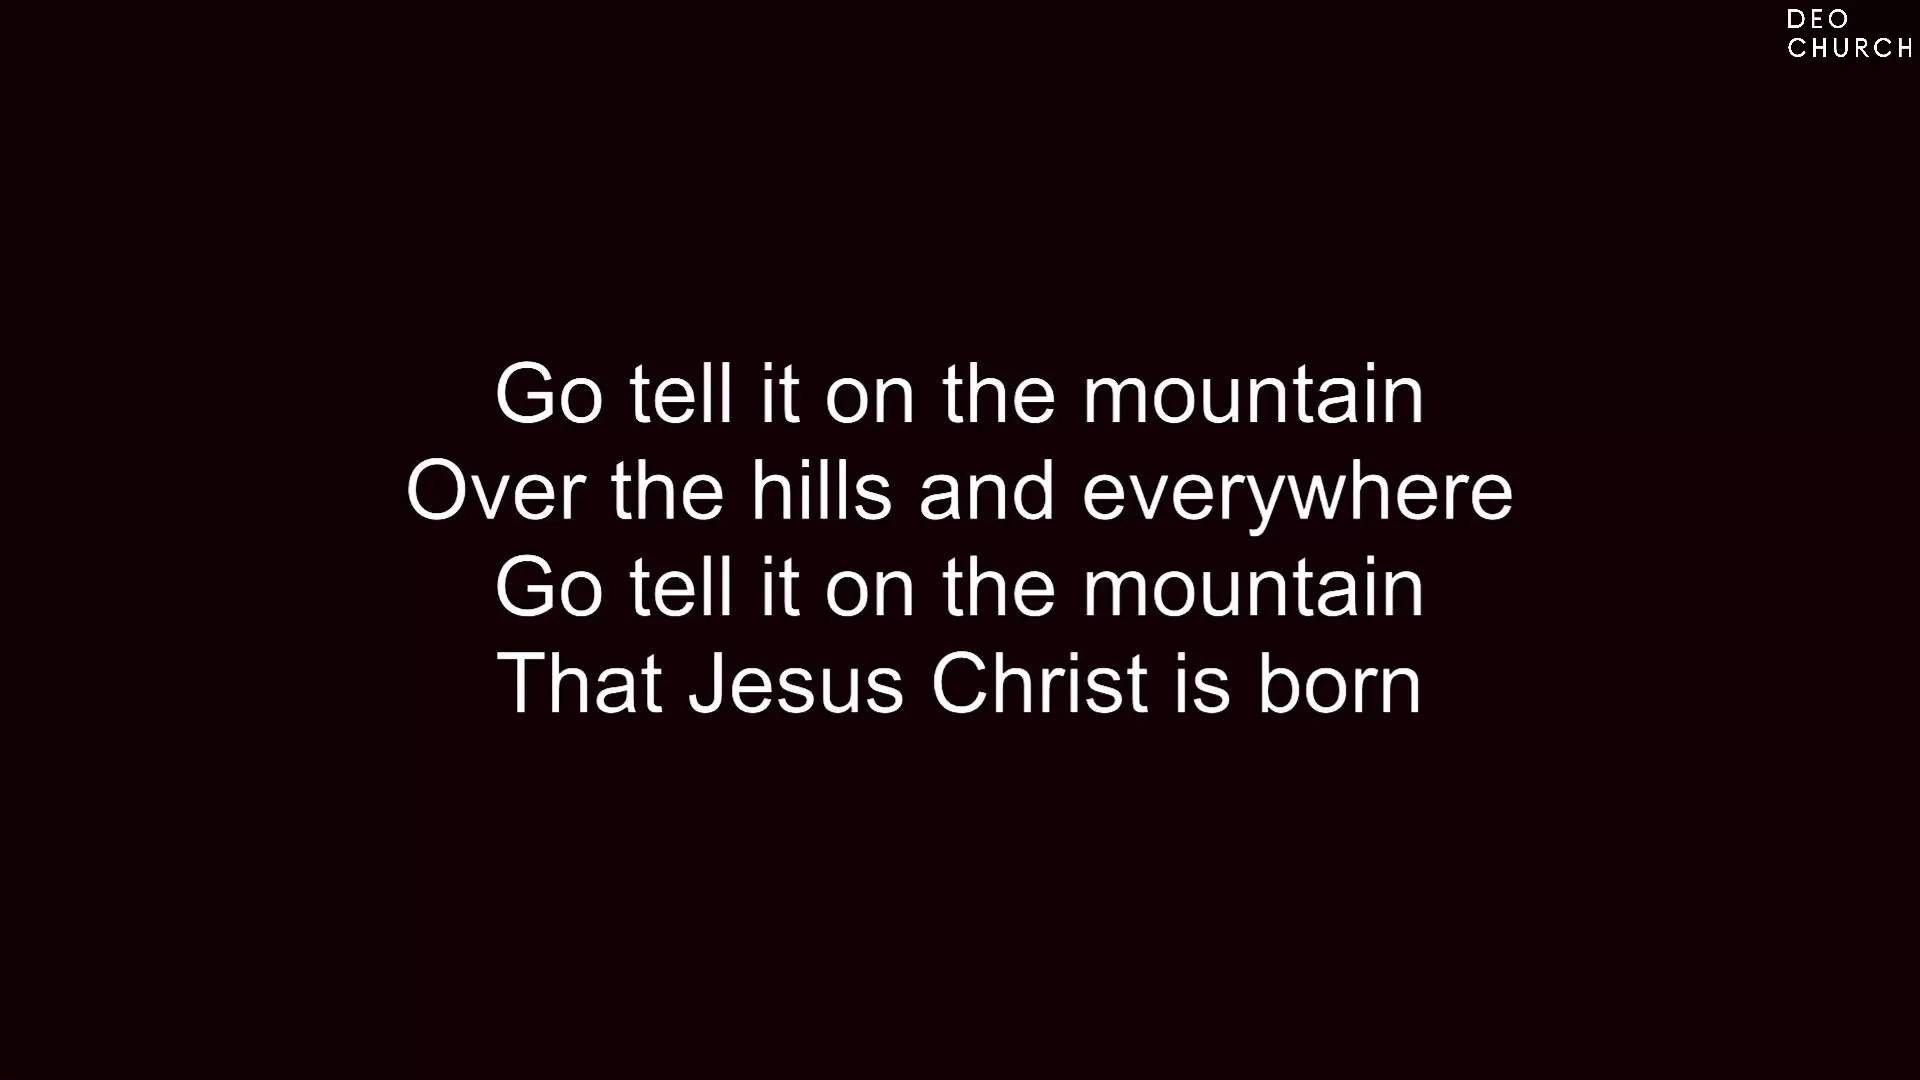 DEO
CHURCH
Go tell it on the mountain
Over the hills and everywhere
Go tell it on the mountain
That Jesus Christ is born